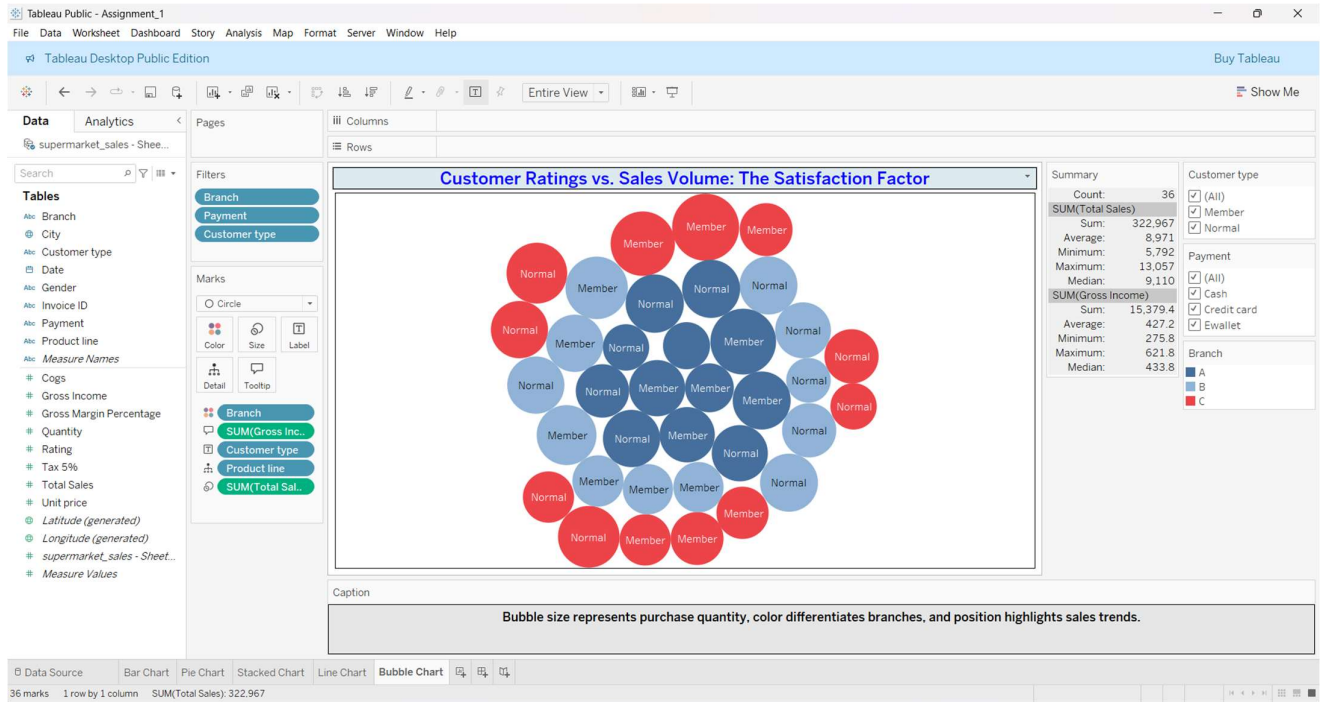 Tableau Public - Assignment_1
File Data Worksheet Dashboard Story Analysis Map Format Server Window Help
Tableau Desktop Public Edition
Buy Tableau
Entire View
Show Me
Data Analytics
supermarket_sales - Shee...
Search
Tables
Abc Branch
City
Abc Customer type
Date
Abc Gender
Abc Invoice ID
Abc Payment
Abc Product line
Abc Measure Names
# Cogs
# Gross Income
# Gross Margin Percentage
# Quantity
# Rating
# Tax 5%
# Total Sales
# Unit price
Latitude (generated)
Longitude (generated)
# supermarket_sales - Sheet...
# Measure Values
Pages
Filters
Branch
Payment
Customer type
Marks
Circle
Color Size Label
Detail Tooltip
Branch
SUM(Gross Inc..
Customer type
Product line
SUM(Total Sal..
Columns
Rows
Customer Ratings vs. Sales Volume: The Satisfaction Factor
Member
Member
Member
Normal
Member
Normal
Normal
Normal
Normal
Member
Normal
Member
Normal
Normal
Normal
Normal
Member
Member
Normal
Member
Normal
Member
Normal
Member
Normal
Normal
Member
Member
Member
Normal
Normal
Member
Normal
Member
Member
Summary
Count: 36
SUM(Total Sales)
Sum: 322,967
Average: 8,971
Minimum: 5,792
Maximum: 13,057
Median: 9,110
SUM(Gross Income)
Sum: 15,379.4
Average: 427.2
Minimum: 275.8
Maximum: 621.8
Median: 433.8
Customer type
(All)
Member
Normal
Payment
(All)
Cash
Credit card
Ewallet
Branch
A
B
C
Caption
Bubble size represents purchase quantity, color differentiates branches, and position highlights sales trends.
Data Source Bar Chart Pie Chart Stacked Chart Line Chart Bubble Chart
36 marks 1 row by 1 column SUM(Total Sales): 322,967